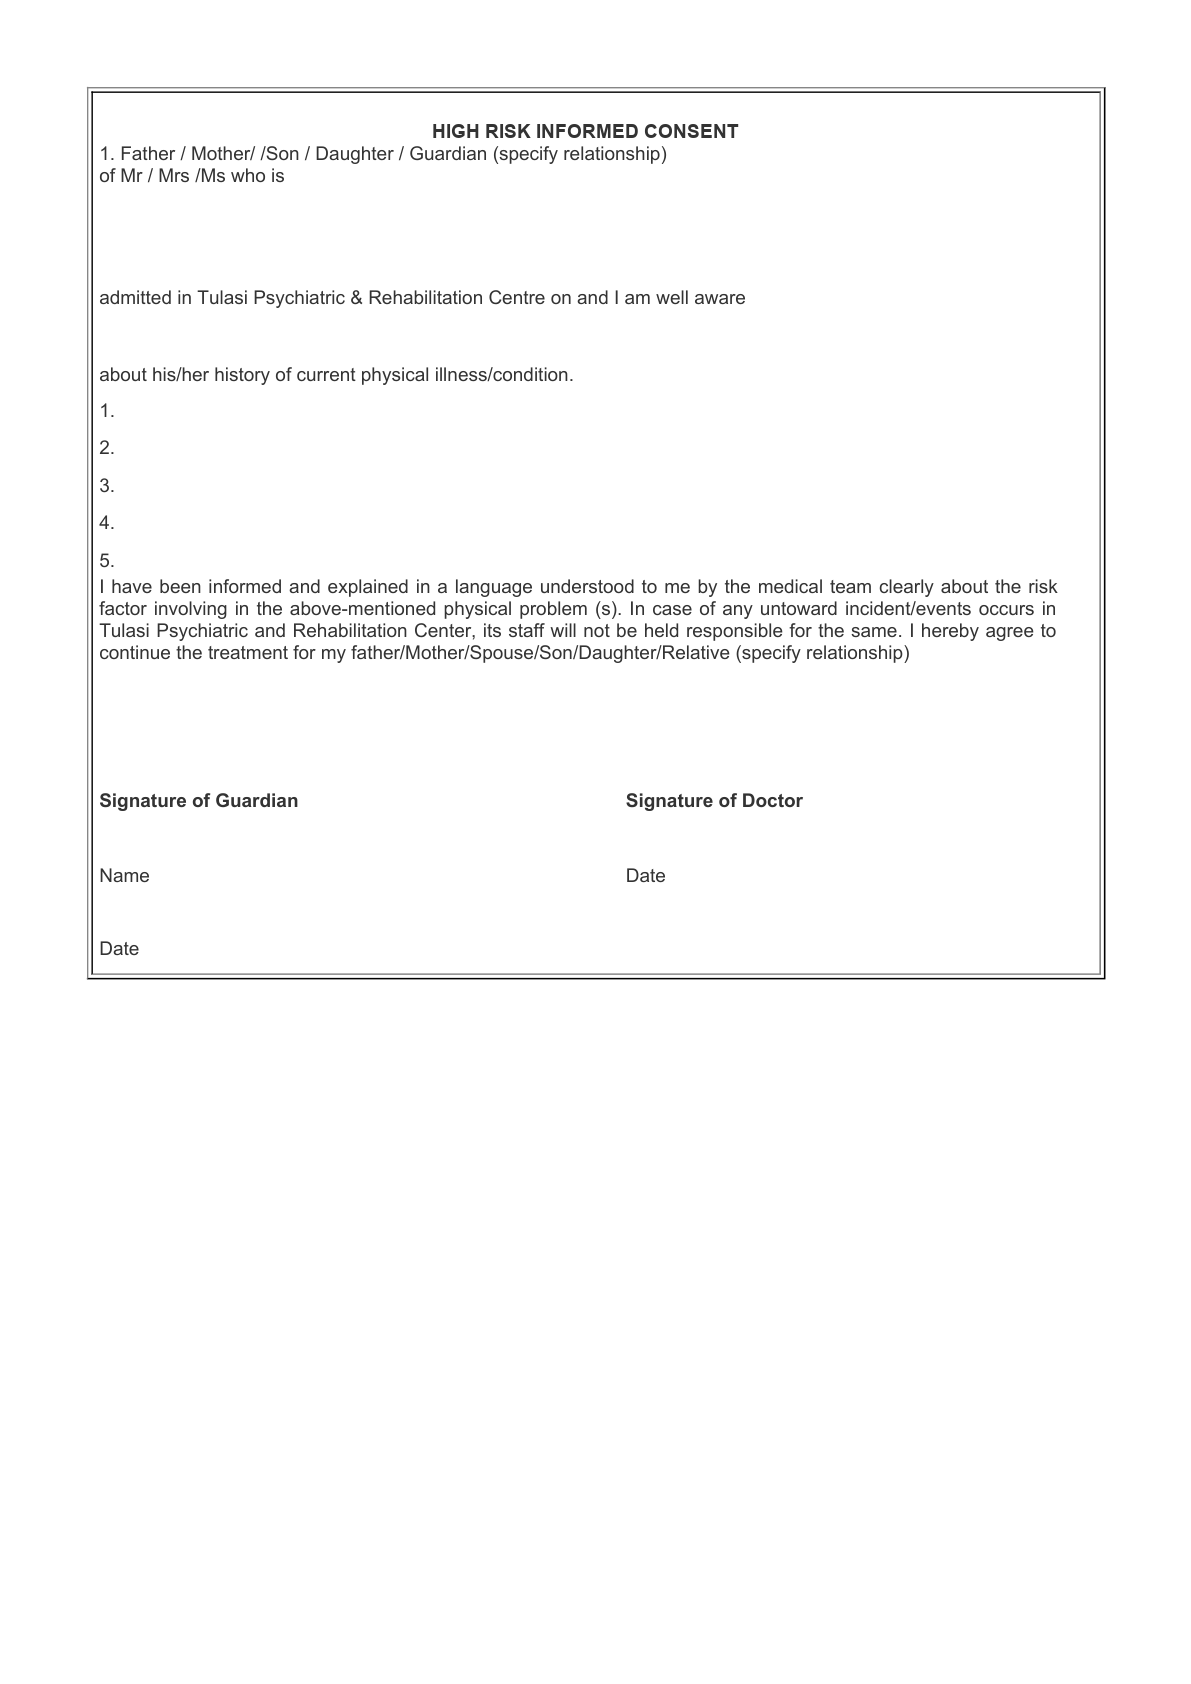 HIGH RISK INFORMED CONSENT
1. Father / Mother/ /Son / Daughter / Guardian (specify relationship)
of Mr / Mrs /Ms who is
admitted in Tulasi Psychiatric & Rehabilitation Centre on and I am well aware
about his/her history of current physical illness/condition.
1.
2.
3.
4.
5.
I have been informed and explained in a language understood to me by the medical team clearly about the risk
factor involving in the above-mentioned physical problem (s). In case of any untoward incident/events occurs in
Tulasi Psychiatric and Rehabilitation Center, its staff will not be held responsible for the same. I hereby agree to
continue the treatment for my father/Mother/Spouse/Son/Daughter/Relative (specify relationship)
Signature of Guardian Signature of Doctor
Name Date
Date